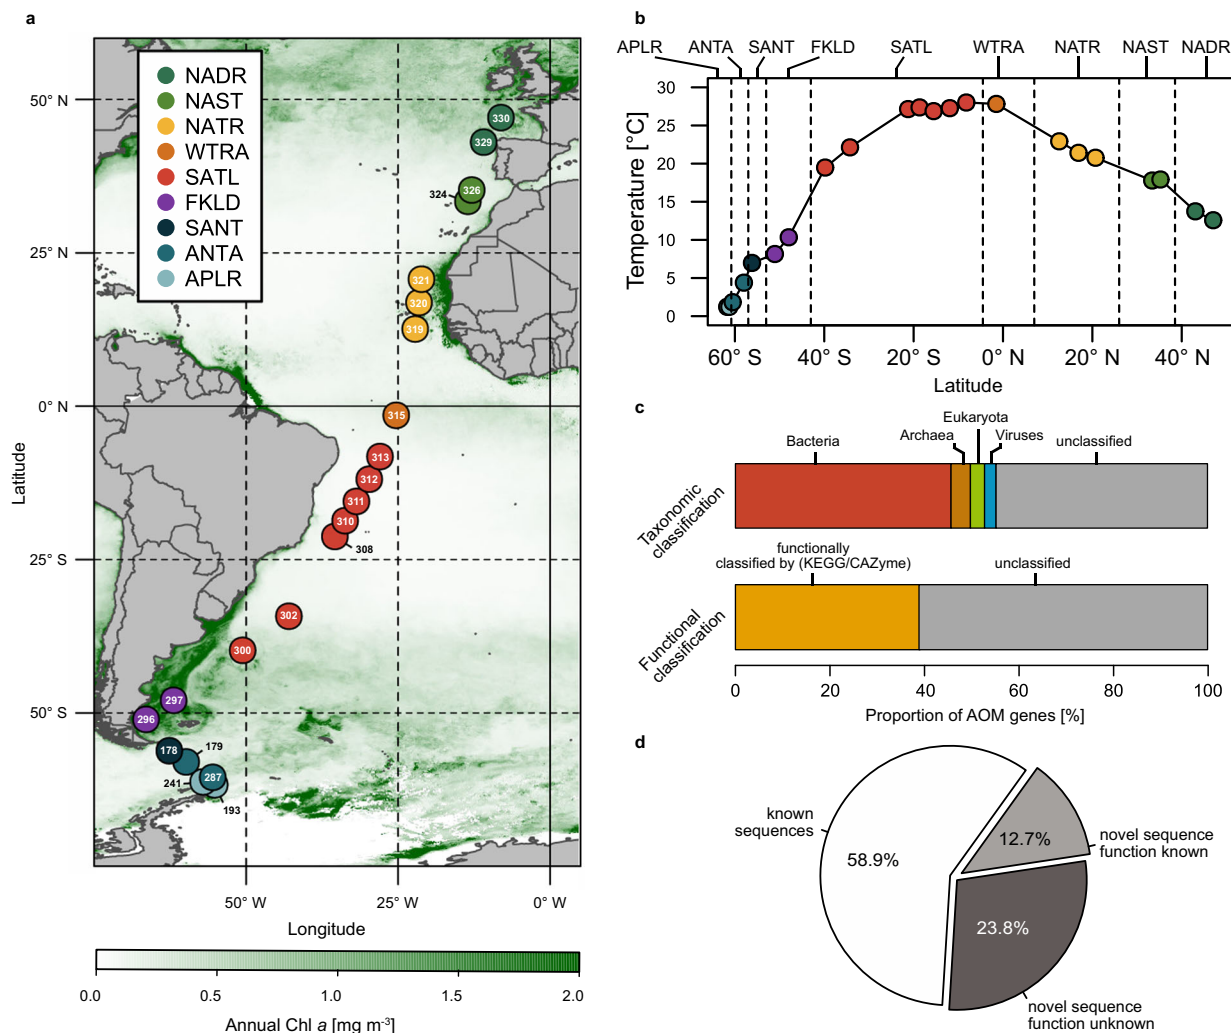 a
NADR
NAST
NATR
WTRA
SATL
FKLD
SANT
ANTA
APLR
50° N
25° N
0° N
25° S
50° S
Latitude
330
329
324
326
321
320
319
315
313
312
311
310
308
302
300
297
296
178
179
241
287
193
50° W
25° W
0° W
Longitude
0.0
0.5
1.0
1.5
2.0
Annual Chl a [mg m-3]
b
APLR
ANTA
SANT
FKLD
SATL
WTRA
NATR
NAST
NADR
Temperature [°C]
30
25
20
15
10
5
0
60° S
40° S
20° S
0° N
20° N
40° N
Latitude
c
Eukaryota
Bacteria
Archaea
Viruses
unclassified
Taxonomic
classification
functionally
classified by (KEGG/CAZyme)
unclassified
Functional
classification
0
20
40
60
80
100
Proportion of AOM genes [%]
d
known
sequences
58.9%
12.7%
novel sequence
function known
23.8%
novel sequence
function unknown